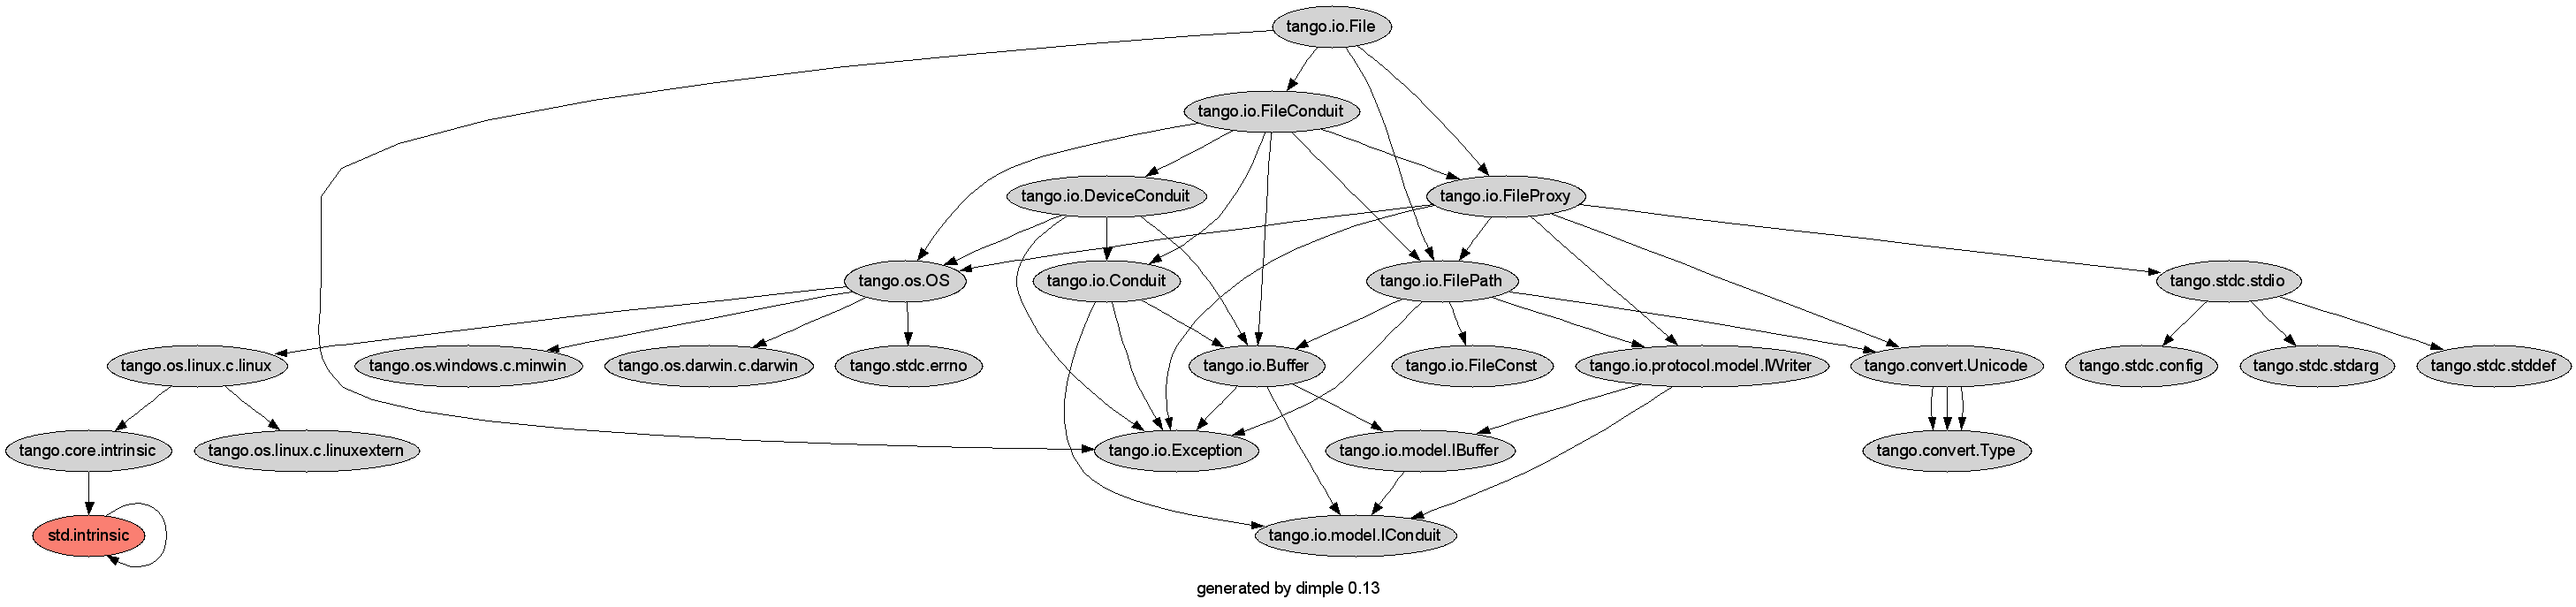 tango.io.File
tango.io.FileConduit
tango.io.DeviceConduit
tango.io.FileProxy
tango.os.OS
tango.io.Conduit
tango.io.FilePath
tango.stdc.stdio
tango.os.linux.c.linux
tango.os.windows.c.minwin
tango.os.darwin.c.darwin
tango.stdc.errno
tango.io.Buffer
tango.io.FileConst
tango.io.protocol.model.IWriter
tango.convert.Unicode
tango.stdc.config
tango.stdc.stdarg
tango.stdc.stddef
tango.core.intrinsic
tango.os.linux.c.linuxextern
tango.io.Exception
tango.io.model.IBuffer
tango.convert.Type
std.intrinsic
tango.io.model.IConduit
generated by dimple 0.13